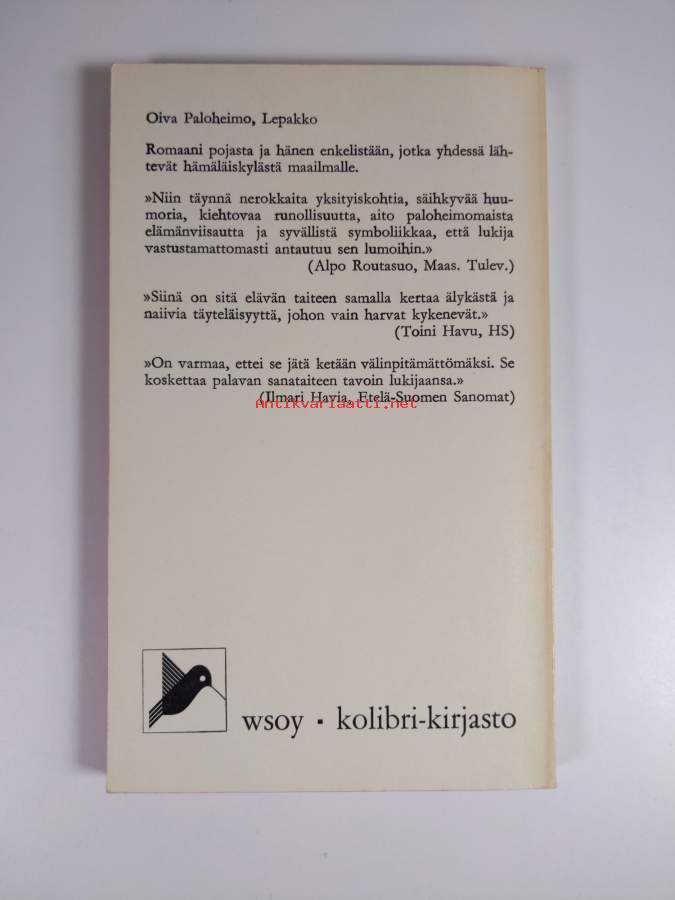 Oiva Paloheimo, Lepakko
Romaani pojasta ja hänen enkelistään, jotka yhdessä läh-
tevät hämäläiskylästä maailmalle.
»Niin täynnä nerokkaita yksityiskohtia, säihkyvää huu-
moria, kiehtovaa runollisuutta, aito paloheimomaista
elämänviisautta ja syvällistä symboliikkaa, että lukija
vastustamattomasti antautuu sen lumoihin.»
(Alpo Routasuo, Maas. Tulev.)
»Siinä on sitä elävän taiteen samalla kertaa älykästä ja
naiivia täyteläisyyttä, johon vain harvat kykenevät.»
(Toini Havu, HS)
»On varmaa, ettei se jätä ketään välinpitämättömäksi. Se
koskettaa palavan sanataiteen tavoin lukijaansa.»
(Ilmari Havia, Etelä-Suomen Sanomat)
Antikvariaatti.net
wsoy ▪ kolibri-kirjasto